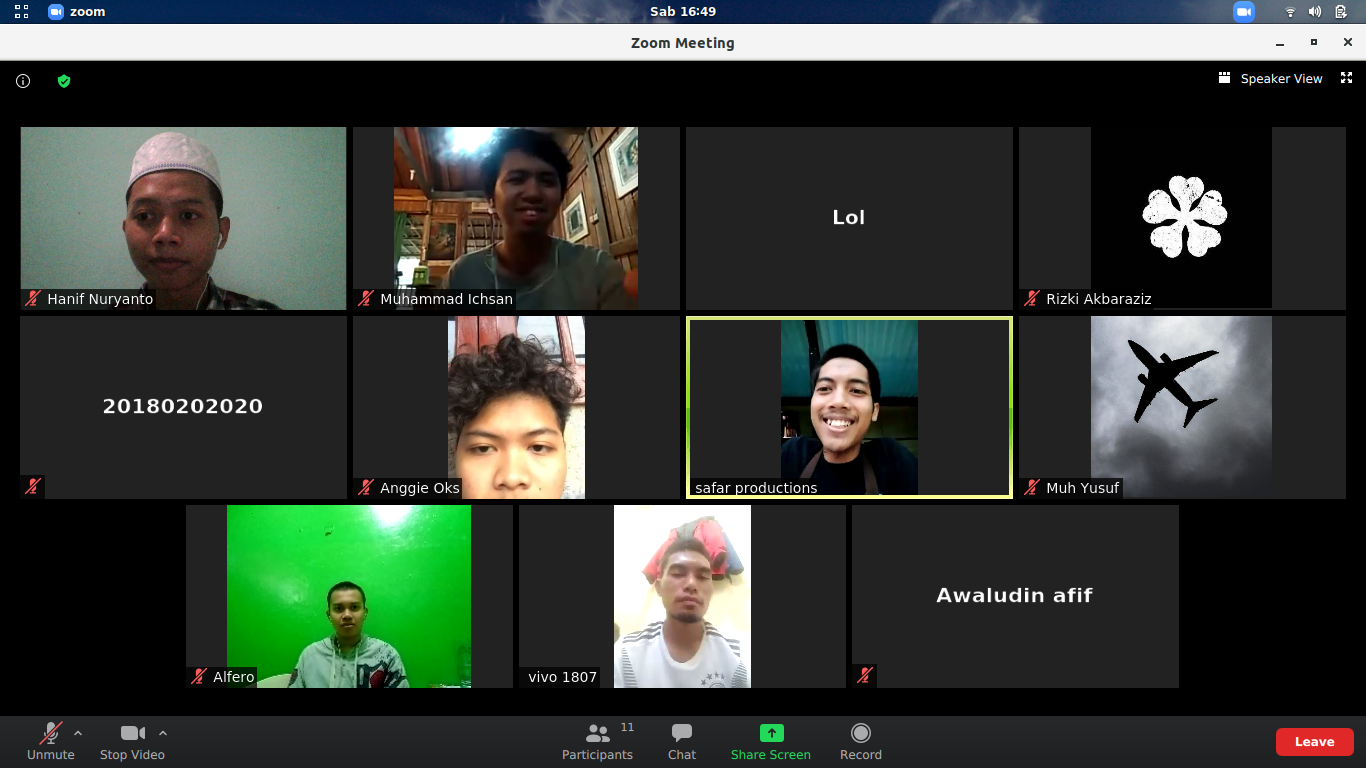 zoom
Sab 16:49
Zoom Meeting
Speaker View
Hanif Nuryanto
Muhammad Ichsan
Lol
Rizki Akbaraziz
20180202020
Anggie Oks
safar productions
Muh Yusuf
Alfero
vivo 1807
Awaludin afif
Unmute
Stop Video
Participants
11
Chat
Share Screen
Record
Leave